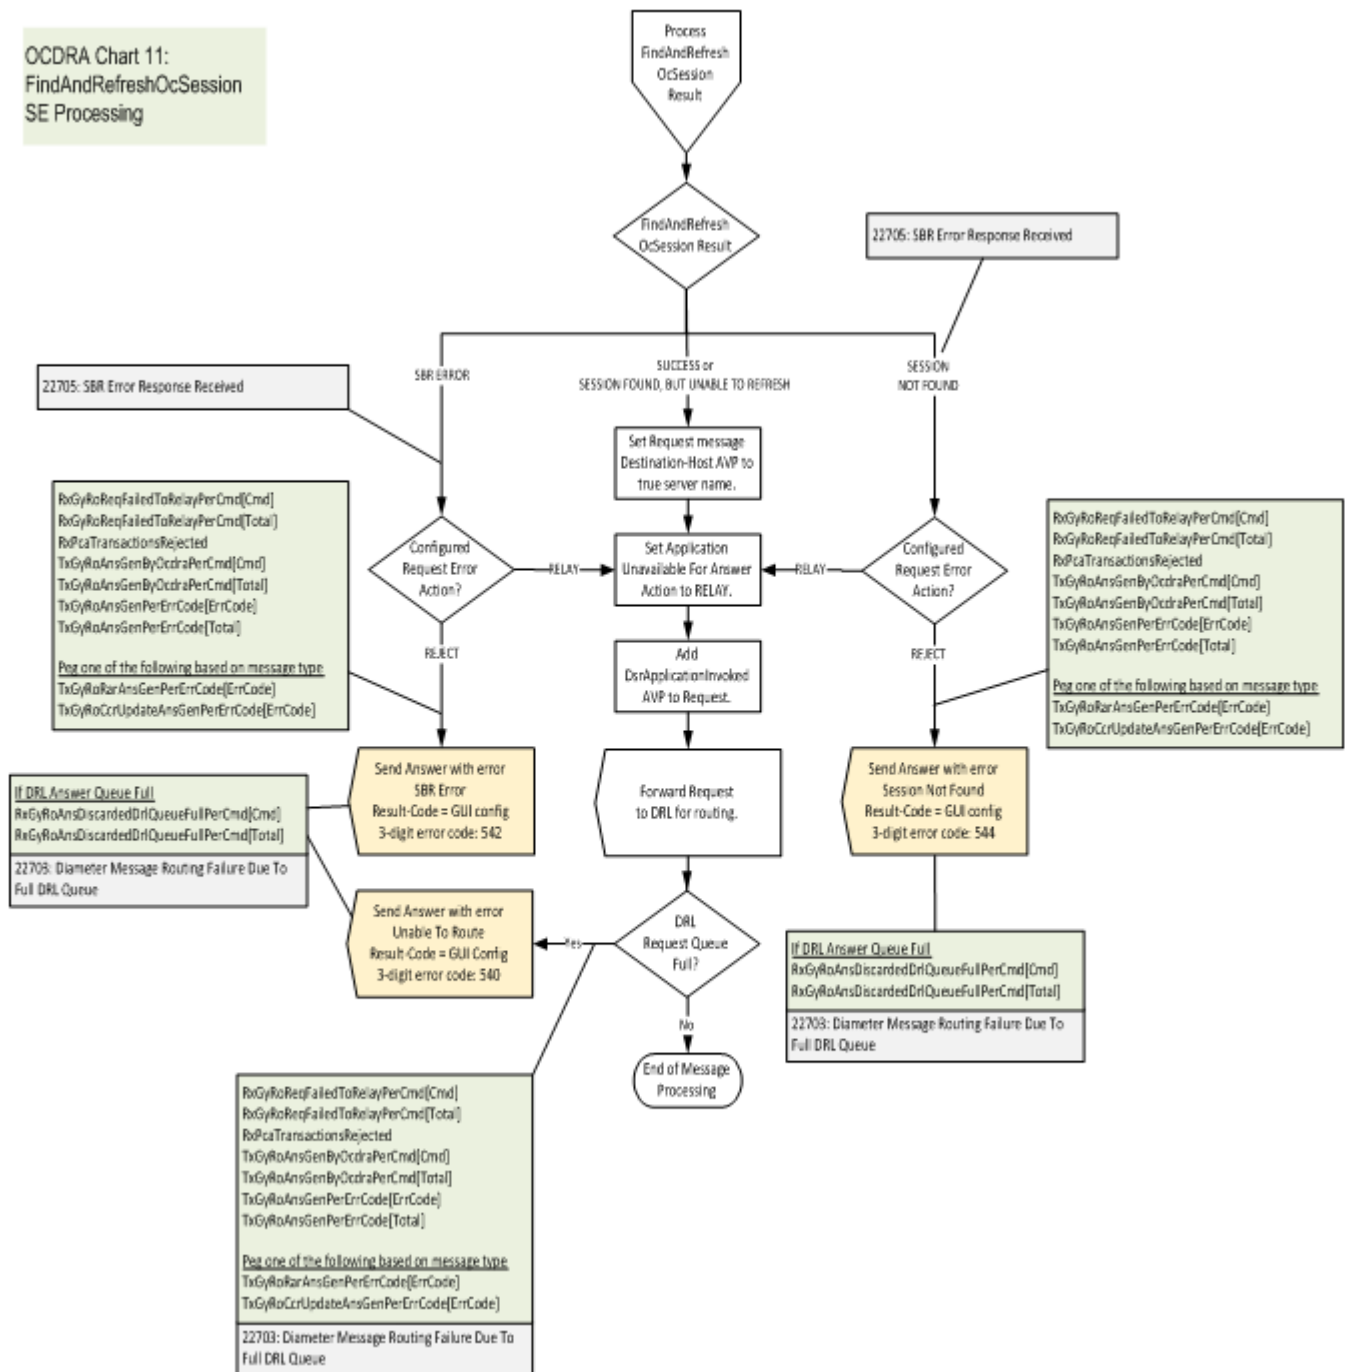 OCDRA Chart 11:
FindAndRefreshOcSession
SE Processing
Process
FindAndRefresh
OcSession
Result
FindAndRefresh
OcSession Result
22705: SBR Error Response Received
22705: SBR Error Response Received
SBR ERROR
SUCCESS or
SESSION FOUND, BUT UNABLE TO REFRESH
SESSION
NOT FOUND
Set Request message
Destination-Host AVP to
true server name.
RxGyRoReqFailedToRelayPerCmd[Cmd]
RxGyRoReqFailedToRelayPerCmd[Total]
RxPcaTransactionsRejected
TxGyRoAnsGenByOcdraPerCmd[Cmd]
TxGyRoAnsGenByOcdraPerCmd[Total]
TxGyRoAnsGenPerErrCode[ErrCode]
TxGyRoAnsGenPerErrCode[Total]
Peg one of the following based on message type
TxGyRoRarAnsGenPerErrCode[ErrCode]
TxGyRoCcrUpdateAnsGenPerErrCode[ErrCode]
Configured
Request Error
Action?
RELAY
Set Application
Unavailable For Answer
Action to RELAY.
RELAY
Configured
Request Error
Action?
RxGyRoReqFailedToRelayPerCmd[Cmd]
RxGyRoReqFailedToRelayPerCmd[Total]
RxPcaTransactionsRejected
TxGyRoAnsGenByOcdraPerCmd[Cmd]
TxGyRoAnsGenByOcdraPerCmd[Total]
TxGyRoAnsGenPerErrCode[ErrCode]
TxGyRoAnsGenPerErrCode[Total]
Peg one of the following based on message type
TxGyRoRarAnsGenPerErrCode[ErrCode]
TxGyRoCcrUpdateAnsGenPerErrCode[ErrCode]
REJECT
Add
DsrApplicationInvoked
AVP to Request.
REJECT
If DRL Answer Queue Full
RxGyRoAnsDiscardedDrlQueueFullPerCmd[Cmd]
RxGyRoAnsDiscardedDrlQueueFullPerCmd[Total]
22703: Diameter Message Routing Failure Due To
Full DRL Queue
Send Answer with error
SBR Error
Result-Code = GUI config
3-digit error code: 542
Forward Request
to DRL for routing.
Send Answer with error
Session Not Found
Result-Code = GUI config
3-digit error code: 544
Send Answer with error
Unable To Route
Result-Code = GUI Config
3-digit error code: 540
Yes
DRL
Request Queue
Full?
If DRL Answer Queue Full
RxGyRoAnsDiscardedDrlQueueFullPerCmd[Cmd]
RxGyRoAnsDiscardedDrlQueueFullPerCmd[Total]
22703: Diameter Message Routing Failure Due To
Full DRL Queue
No
End of Message
Processing
RxGyRoReqFailedToRelayPerCmd[Cmd]
RxGyRoReqFailedToRelayPerCmd[Total]
RxPcaTransactionsRejected
TxGyRoAnsGenByOcdraPerCmd[Cmd]
TxGyRoAnsGenByOcdraPerCmd[Total]
TxGyRoAnsGenPerErrCode[ErrCode]
TxGyRoAnsGenPerErrCode[Total]
Peg one of the following based on message type
TxGyRoRarAnsGenPerErrCode[ErrCode]
TxGyRoCcrUpdateAnsGenPerErrCode[ErrCode]
22703: Diameter Message Routing Failure Due To
Full DRL Queue